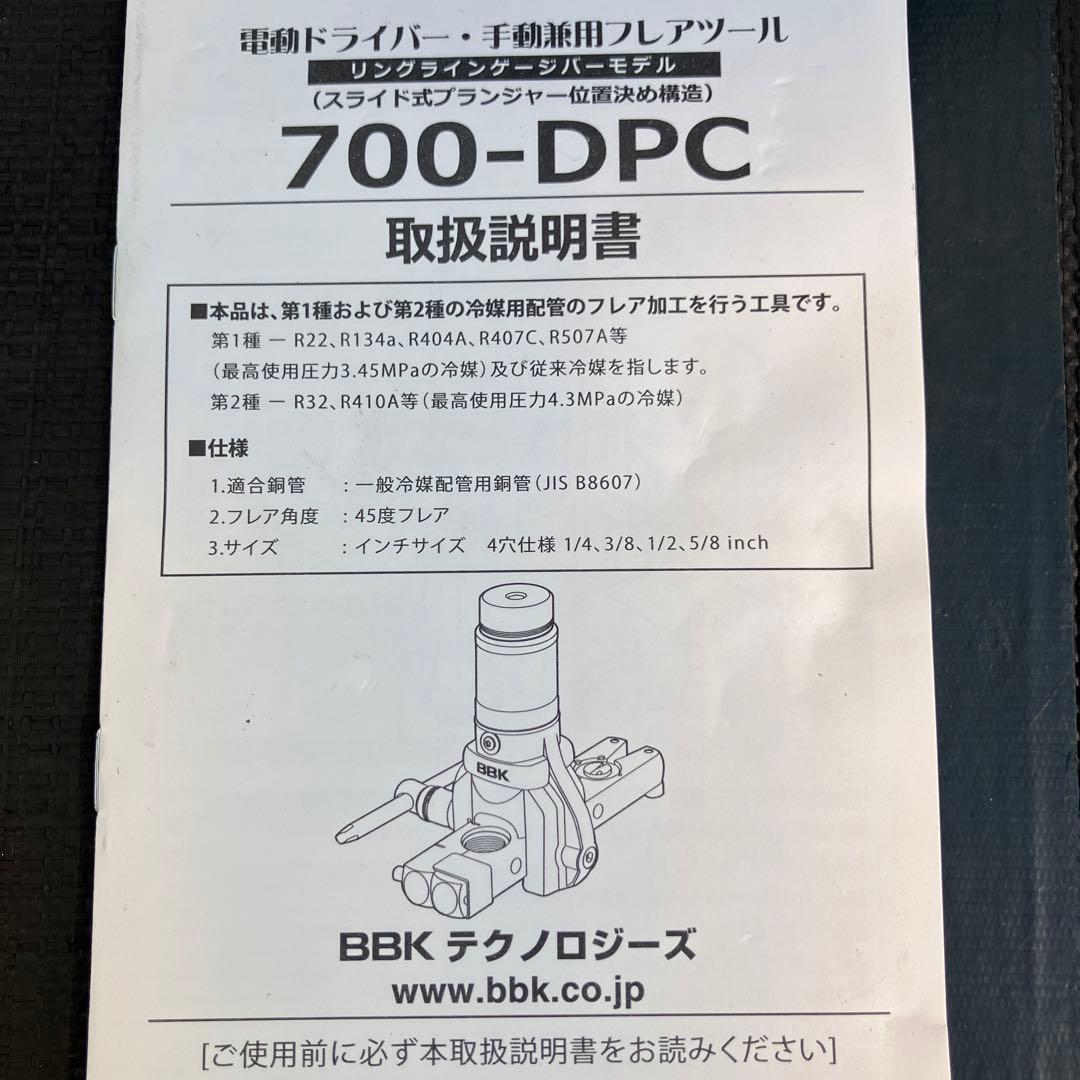 電動ドライバー・手動兼用フレアツール
リングラインゲージバーモデル
（スライド式プランジャー位置決め構造）
700-DPC
取扱説明書
■本品は、第1種および第2種の冷媒用配管のフレア加工を行う工具です。
第1種 ー R22、R134a、R404A、R407C、R507A等
（最高使用圧力3.45MPaの冷媒）及び従来冷媒を指します。
第2種 ー R32、R410A等（最高使用圧力4.3MPaの冷媒）
■仕様
1.適合銅管 ：一般冷媒配管用銅管（JIS B8607）
2.フレア角度 ：45度フレア
3.サイズ ：インチサイズ 4穴仕様 1/4、3/8、1/2、5/8 inch
BBK
BBK テクノロジーズ
www.bbk.co.jp
[ご使用前に必ず本取扱説明書をお読みください]